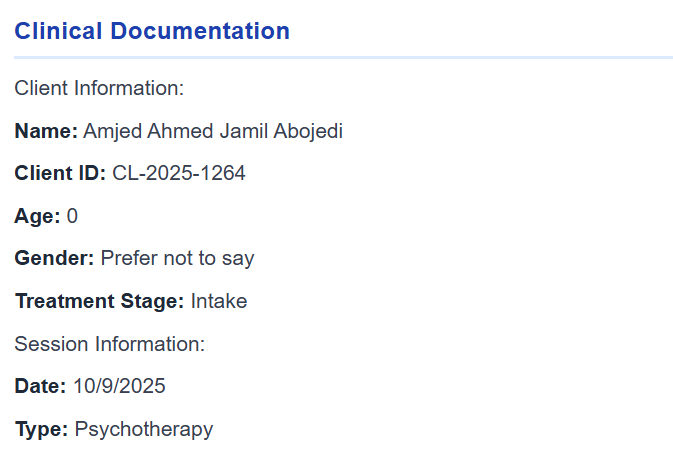 Clinical Documentation
Client Information:
Name: Amjed Ahmed Jamil Abojedi
Client ID: CL-2025-1264
Age: 0
Gender: Prefer not to say
Treatment Stage: Intake
Session Information:
Date: 10/9/2025
Type: Psychotherapy